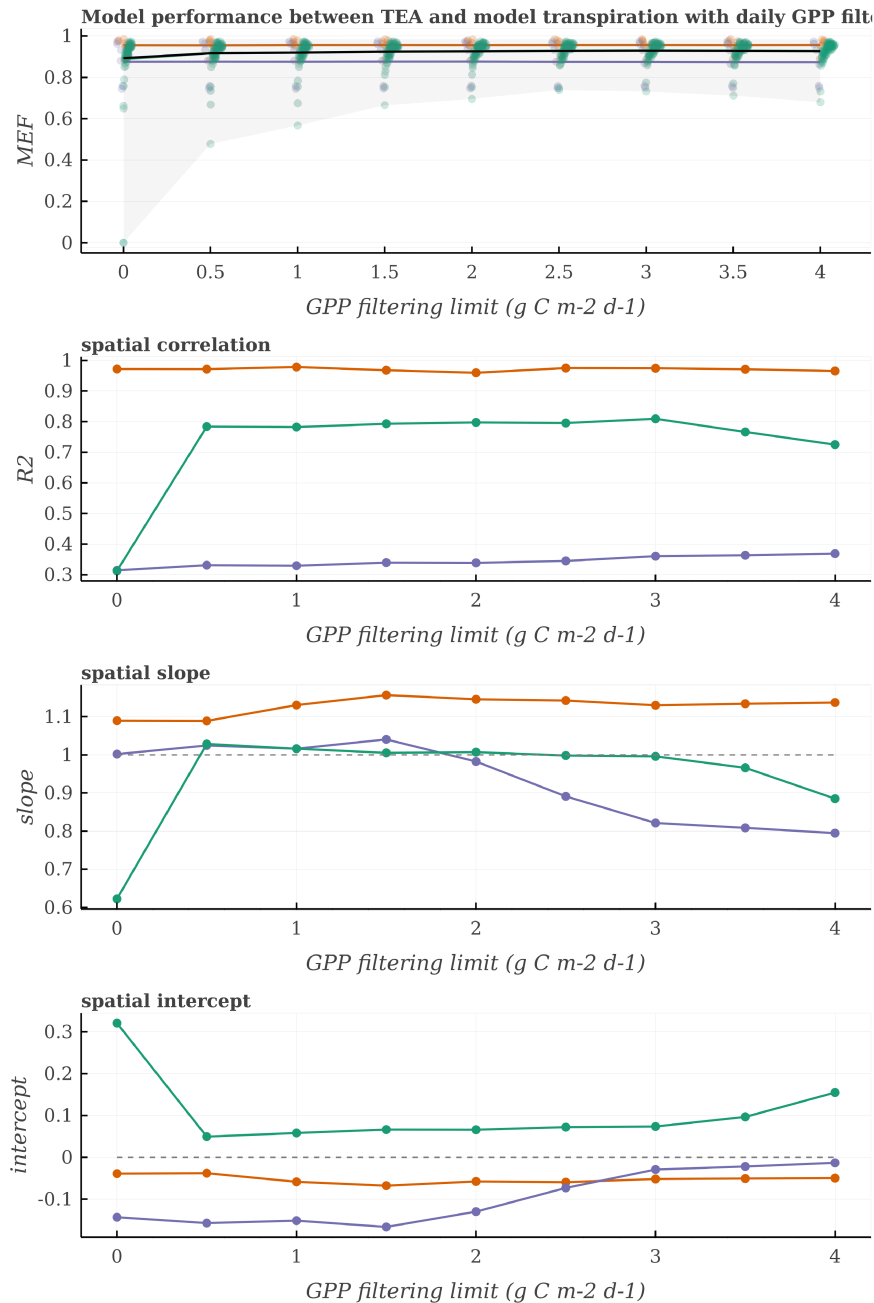 Model performance between TEA and model transpiration with daily GPP filte
1
0.8
0.6
0.4
0.2
0
MEF
0 0.5 1 1.5 2 2.5 3 3.5 4
GPP filtering limit (g C m-2 d-1)
spatial correlation
1
0.9
0.8
0.7
0.6
0.5
0.4
0.3
R2
0 1 2 3 4
GPP filtering limit (g C m-2 d-1)
spatial slope
1.1
1
0.9
0.8
0.7
0.6
slope
0 1 2 3 4
GPP filtering limit (g C m-2 d-1)
spatial intercept
0.3
0.2
0.1
0
-0.1
intercept
0 1 2 3 4
GPP filtering limit (g C m-2 d-1)